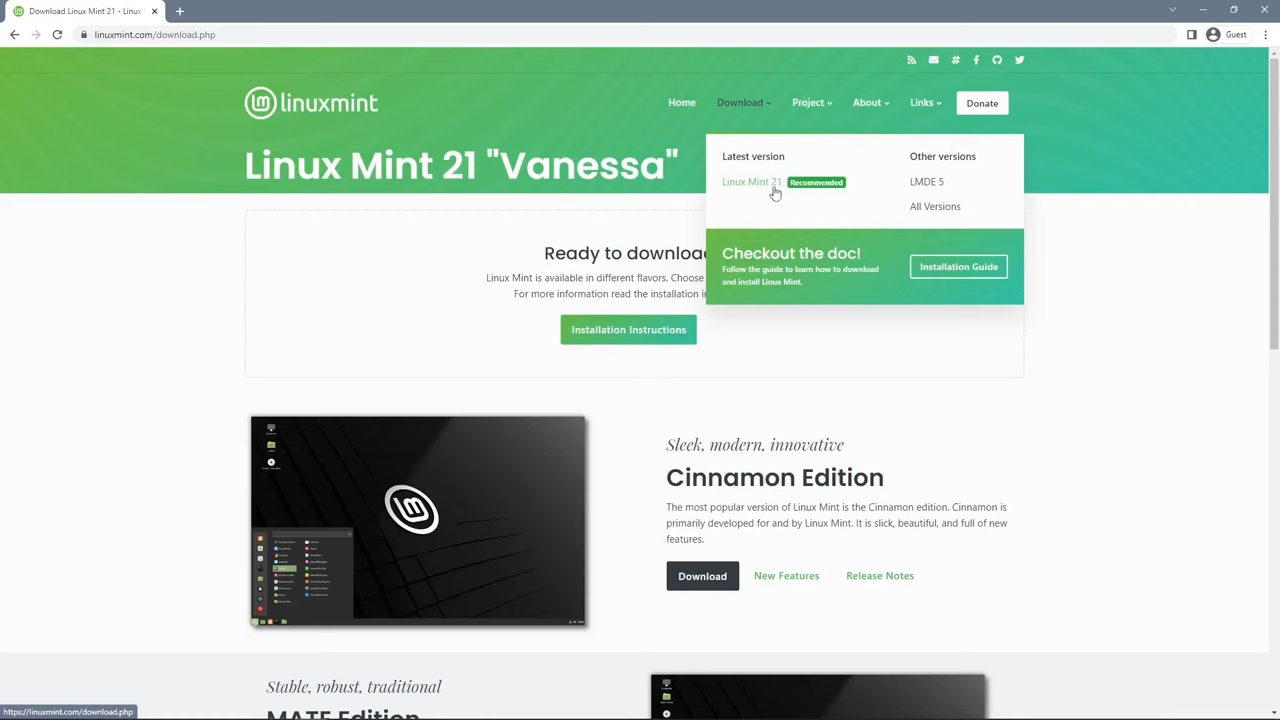 Download Linux Mint 21 - Linux
linuxmint.com/download.php
Guest
linuxmint
Home
Download
Project
About
Links
Donate
Linux Mint 21 "Vanessa"
Latest version
Linux Mint 21
Recommended
Other versions
LMDE 5
All Versions
Checkout the doc!
Follow the guide to learn how to download
and install Linux Mint.
Installation Guide
Ready to download
Linux Mint is available in different flavors. Choose
For more information read the installation in
Installation Instructions
Sleek, modern, innovative
Cinnamon Edition
The most popular version of Linux Mint is the Cinnamon edition. Cinnamon is
primarily developed for and by Linux Mint. It is slick, beautiful, and full of new
features.
Download
New Features
Release Notes
Stable, robust, traditional
MATE Edition
https://linuxmint.com/download.php